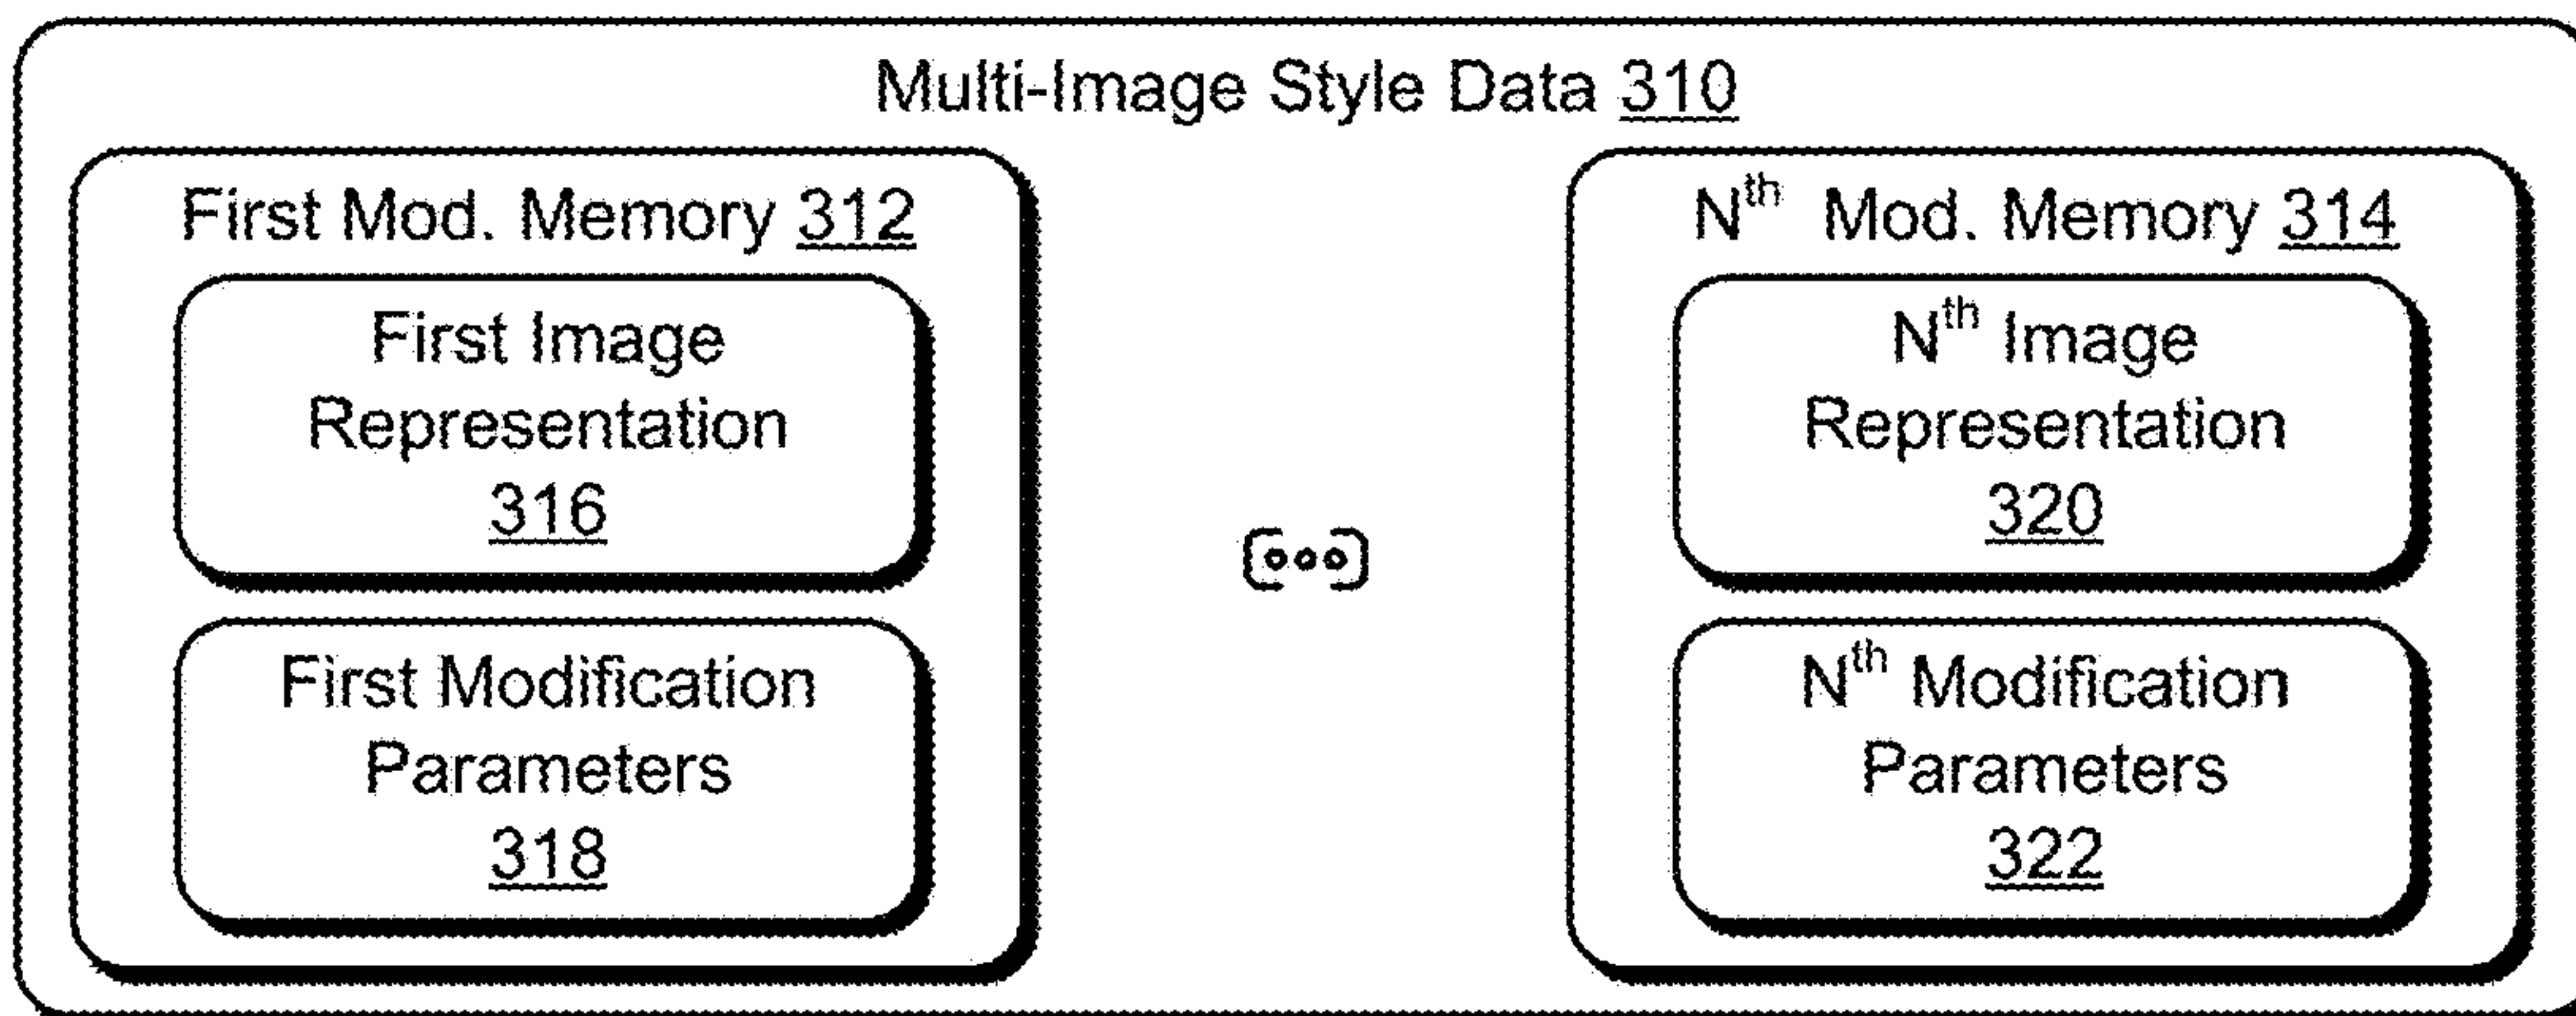 Multi-Image Style Data 310
First Mod. Memory 312
First Image
Representation
316
First Modification
Parameters
318
[ooo]
Nth Mod. Memory 314
Nth Image
Representation
320
Nth Modification
Parameters
322